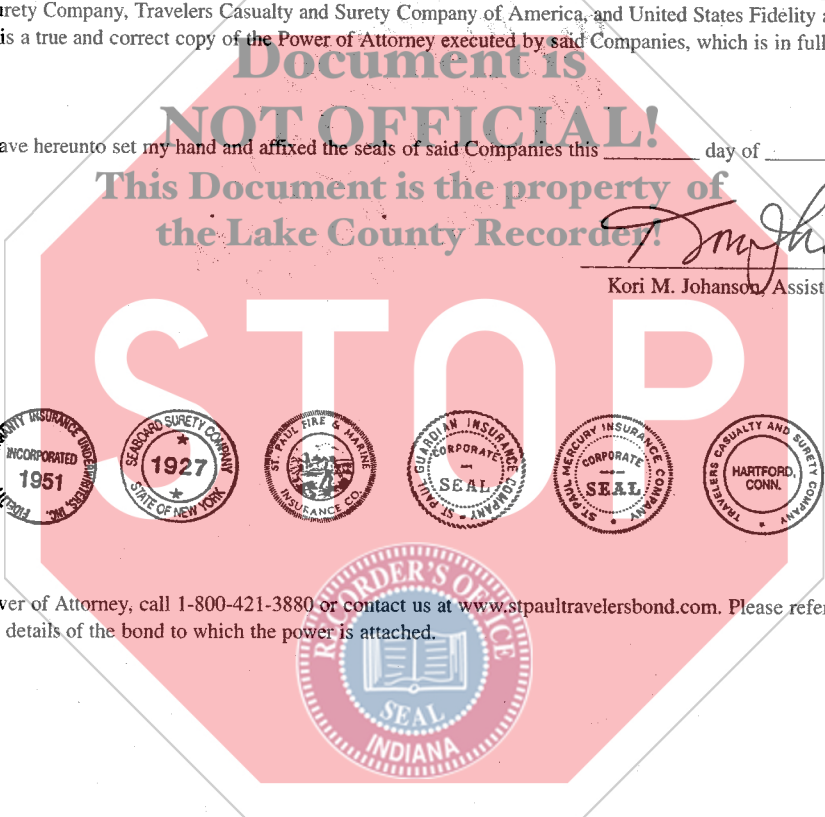 urety Company, Travelers Casualty and Surety Company of America, and United States Fidelity
is a true and correct copy of the Power of Attorney executed by said Companies, which is in full
Document is
NOT OFFICIAL!
ave hereunto set my hand and affixed the seals of said Companies this ________ day of
This Document is the property of
the Lake County Recorder!
Kori M. Johanson, Assist
STOP
INSURANCE UNDERWRITERS, INC.
INCORPORATED
1951
SEABOARD SURETY COMPANY
1927
STATE OF NEW YORK
ST. PAUL FIRE & MARINE
INSURANCE CO.
ST. PAUL GUARDIAN INSURANCE COMPANY
CORPORATE
SEAL
ST. PAUL MERCURY INSURANCE COMPANY
CORPORATE
SEAL
TRAVELERS CASUALTY AND SURETY COMPANY
HARTFORD,
CONN.
ver of Attorney, call 1-800-421-3880 or contact us at www.stpaultravelersbond.com. Please refer
details of the bond to which the power is attached.
RECORDER'S OFFICE
SEAL
INDIANA